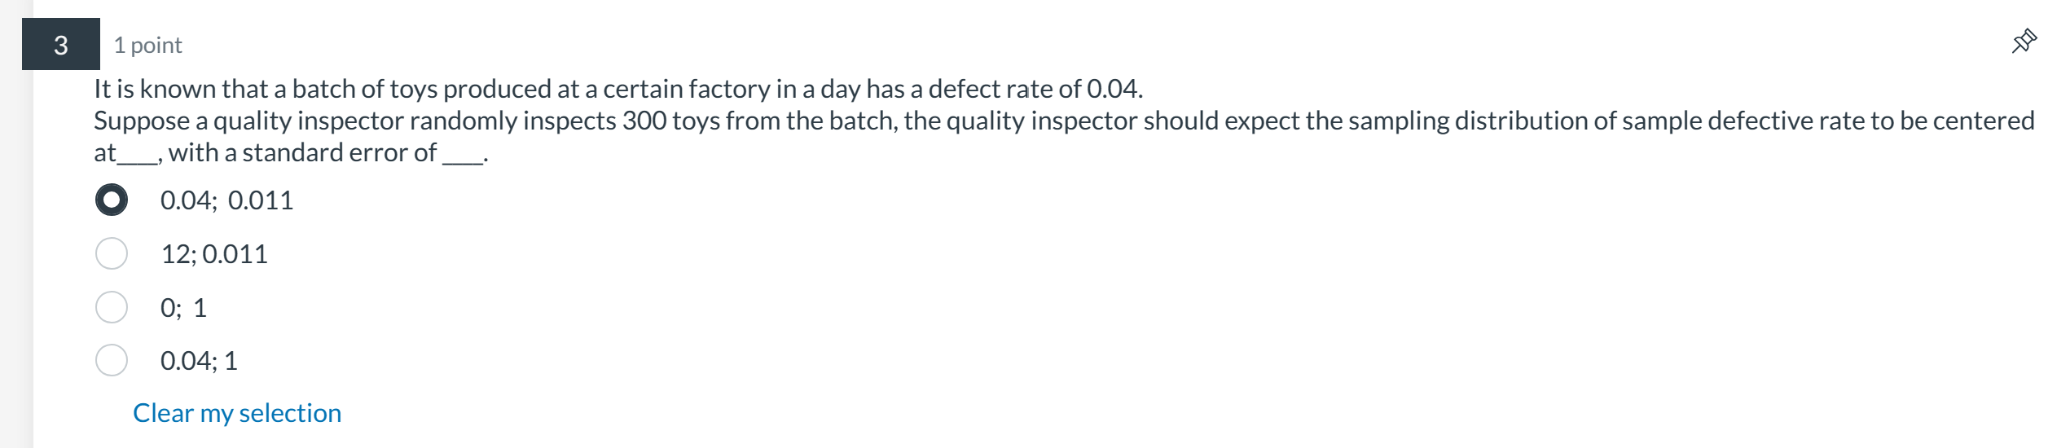 3
1 point
It is known that a batch of toys produced at a certain factory in a day has a defect rate of 0.04.
Suppose a quality inspector randomly inspects 300 toys from the batch, the quality inspector should expect the sampling distribution of sample defective rate to be centered
at____, with a standard error of ____.
0.04; 0.011
12; 0.011
0; 1
0.04; 1
Clear my selection